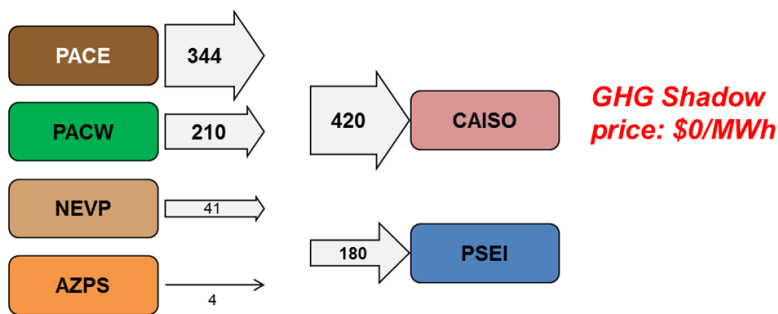 PACE
344
PACW
210
NEVP
41
AZPS
4
420
CAISO
180
PSEI
GHG Shadow
price: $0/MWh